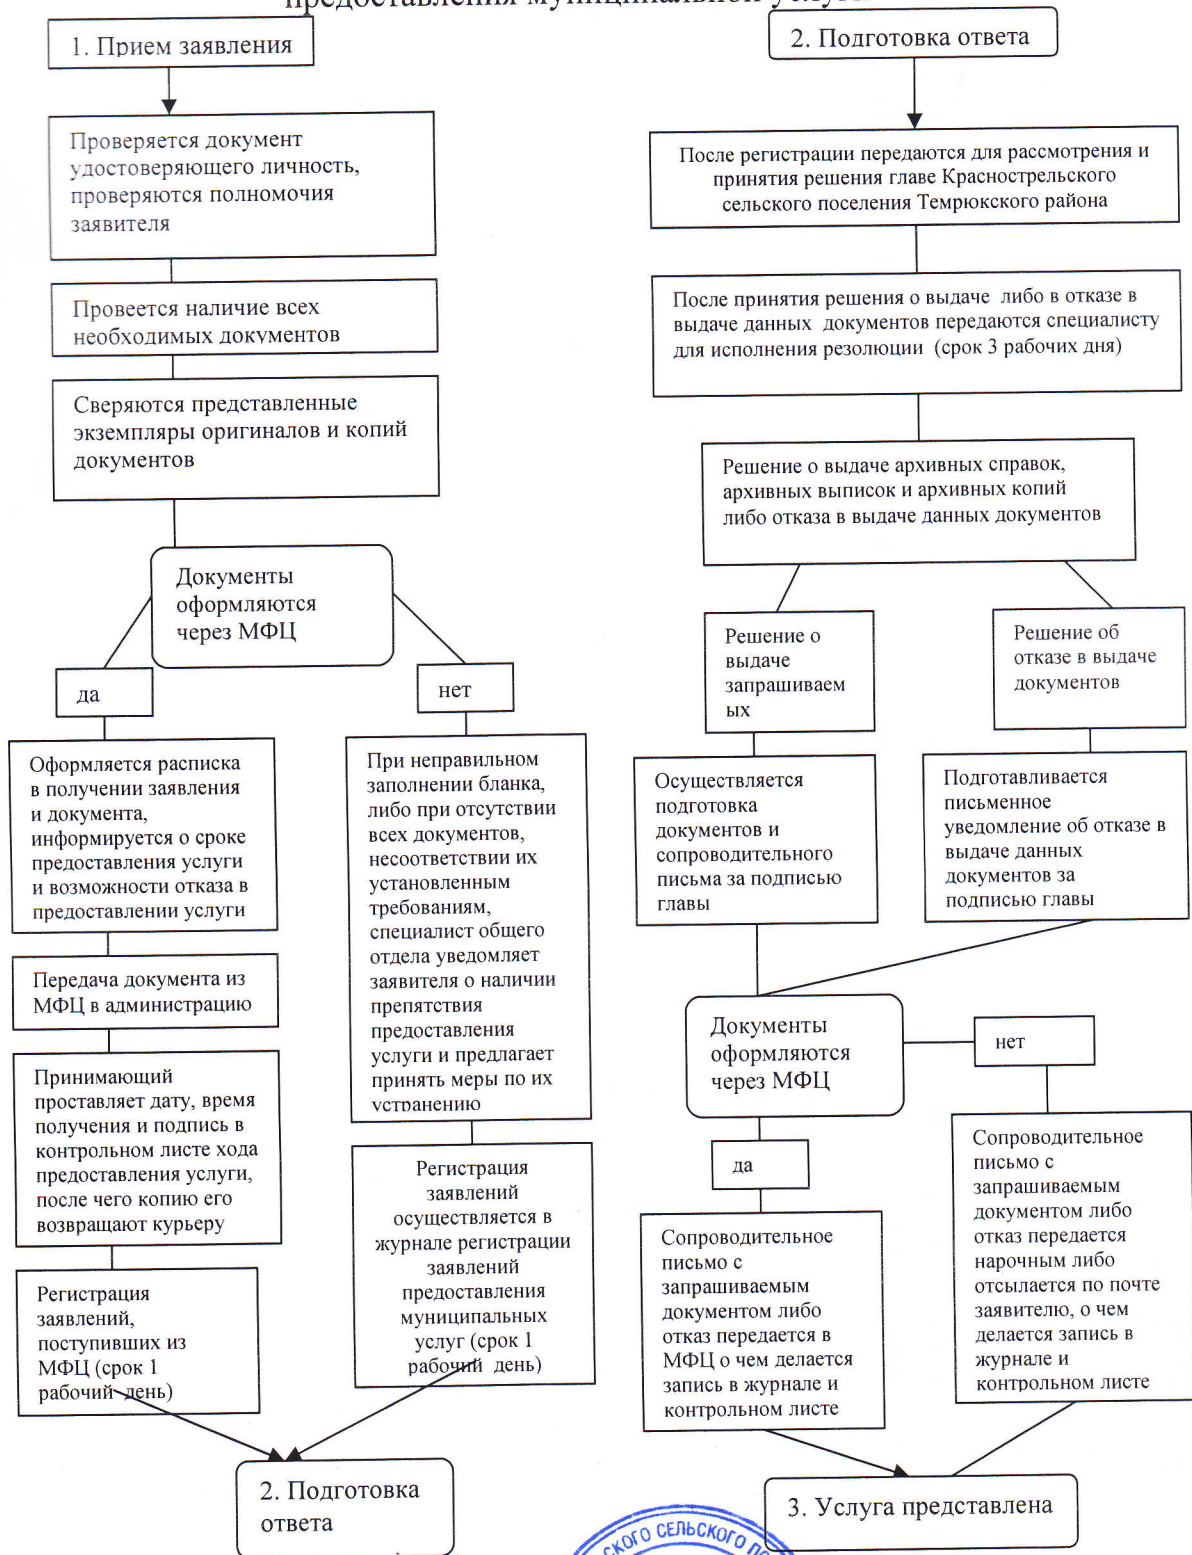 предоставления муниципальной услуги
1. Прием заявления
Проверяется документ
удостоверяющего личность,
проверяются полномочия
заявителя
Провеется наличие всех
необходимых документов
Сверяются представленные
экземпляры оригиналов и копий
документов
Документы
оформляются
через МФЦ
да
нет
Оформляется расписка
в получении заявления
и документа,
информируется о сроке
предоставления услуги
и возможности отказа в
предоставлении услуги
Передача документа из
МФЦ в администрацию
Принимающий
проставляет дату, время
получения и подпись в
контрольном листе хода
предоставления услуги,
после чего копию его
возвращают курьеру
Регистрация
заявлений,
поступивших из
МФЦ (срок 1
рабочий день)
При неправильном
заполнении бланка,
либо при отсутствии
всех документов,
несоответствии их
установленным
требованиям,
специалист общего
отдела уведомляет
заявителя о наличии
препятствия
предоставления
услуги и предлагает
принять меры по их
устранению
Регистрация
заявлений
осуществляется в
журнале регистрации
заявлений
предоставления
муниципальных
услуг (срок 1
рабочий день)
2. Подготовка
ответа
2. Подготовка ответа
После регистрации передаются для рассмотрения и
принятия решения главе Краснострельского
сельского поселения Темрюкского района
После принятия решения о выдаче либо в отказе в
выдаче данных документов передаются специалисту
для исполнения резолюции (срок 3 рабочих дня)
Решение о выдаче архивных справок,
архивных выписок и архивных копий
либо отказа в выдаче данных документов
Решение о
выдаче
запрашиваем
ых
Решение об
отказе в выдаче
документов
Осуществляется
подготовка
документов и
сопроводительного
письма за подписью
главы
Подготавливается
письменное
уведомление об отказе в
выдаче данных
документов за
подписью главы
Документы
оформляются
через МФЦ
нет
да
Сопроводительное
письмо с
запрашиваемым
документом либо
отказ передается в
МФЦ о чем делается
запись в журнале и
контрольном листе
Сопроводительное
письмо с
запрашиваемым
документом либо
отказ передается
нарочным либо
отсылается по почте
заявителю, о чем
делается запись в
журнале и
контрольном листе
3. Услуга представлена
СКОГО СЕЛЬСКОГО ПО